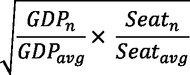 √(GDPₙ/GDPₐᵥ𝓰 × Seatₙ/Seatₐᵥ𝓰)